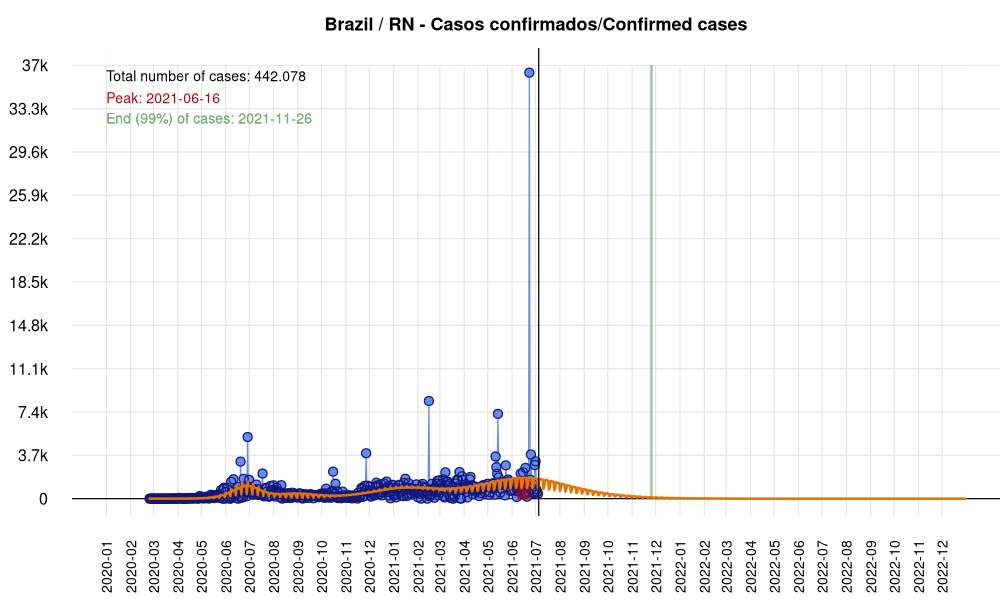 Brazil / RN - Casos confirmados/Confirmed cases
Total number of cases: 442.078
Peak: 2021-06-16
End (99%) of cases: 2021-11-26
37k
33.3k
29.6k
25.9k
22.2k
18.5k
14.8k
11.1k
7.4k
3.7k
0
2020-01
2020-02
2020-03
2020-04
2020-05
2020-06
2020-07
2020-08
2020-09
2020-10
2020-11
2020-12
2021-01
2021-02
2021-03
2021-04
2021-05
2021-06
2021-07
2021-08
2021-09
2021-10
2021-11
2021-12
2022-01
2022-02
2022-03
2022-04
2022-05
2022-06
2022-07
2022-08
2022-09
2022-10
2022-11
2022-12